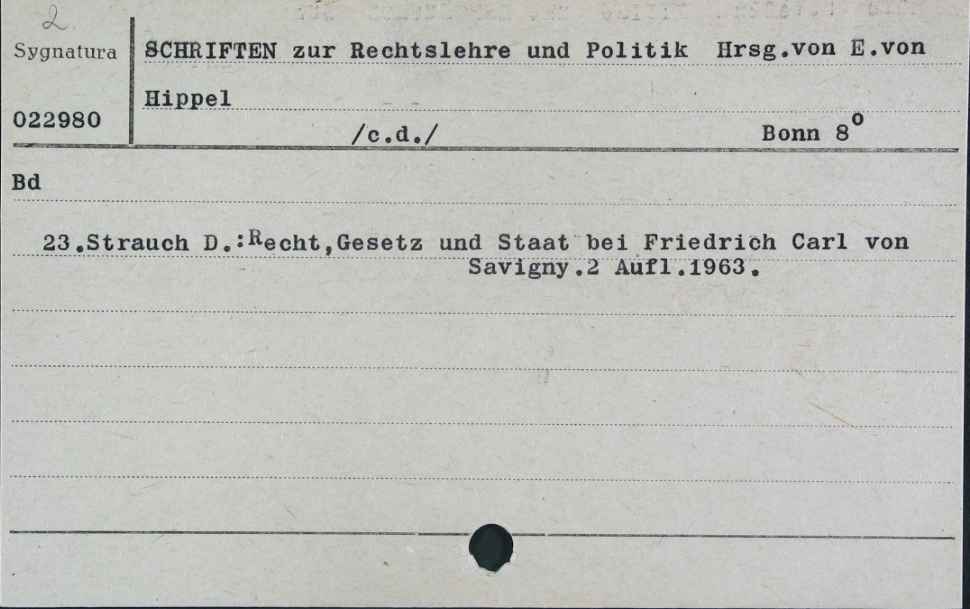 2
Sygnatura
SCHRIFTEN zur Rechtslehre und Politik Hrsg.von E.von
Hippel
022980
/c.d./ Bonn 8o
Bd
23.Strauch D.:Recht,Gesetz und Staat bei Friedrich Carl von
Savigny.2 Aufl.1963.